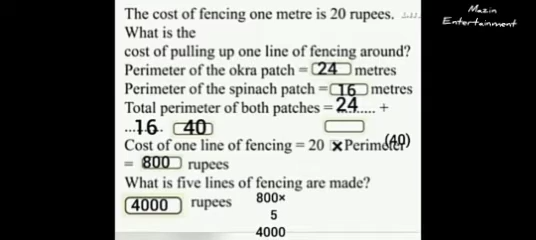 The cost of fencing one metre is 20 rupees.
Mazin
Entertainment
What is the
cost of pulling up one line of fencing around?
Perimeter of the okra patch = 24 metres
Perimeter of the spinach patch = 16 metres
Total perimeter of both patches = 24...... +
...16. 40
Cost of one line of fencing = 20 × Perimeter (40)
= 800 rupees
What is five lines of fencing are made?
4000 rupees
800×
5
4000